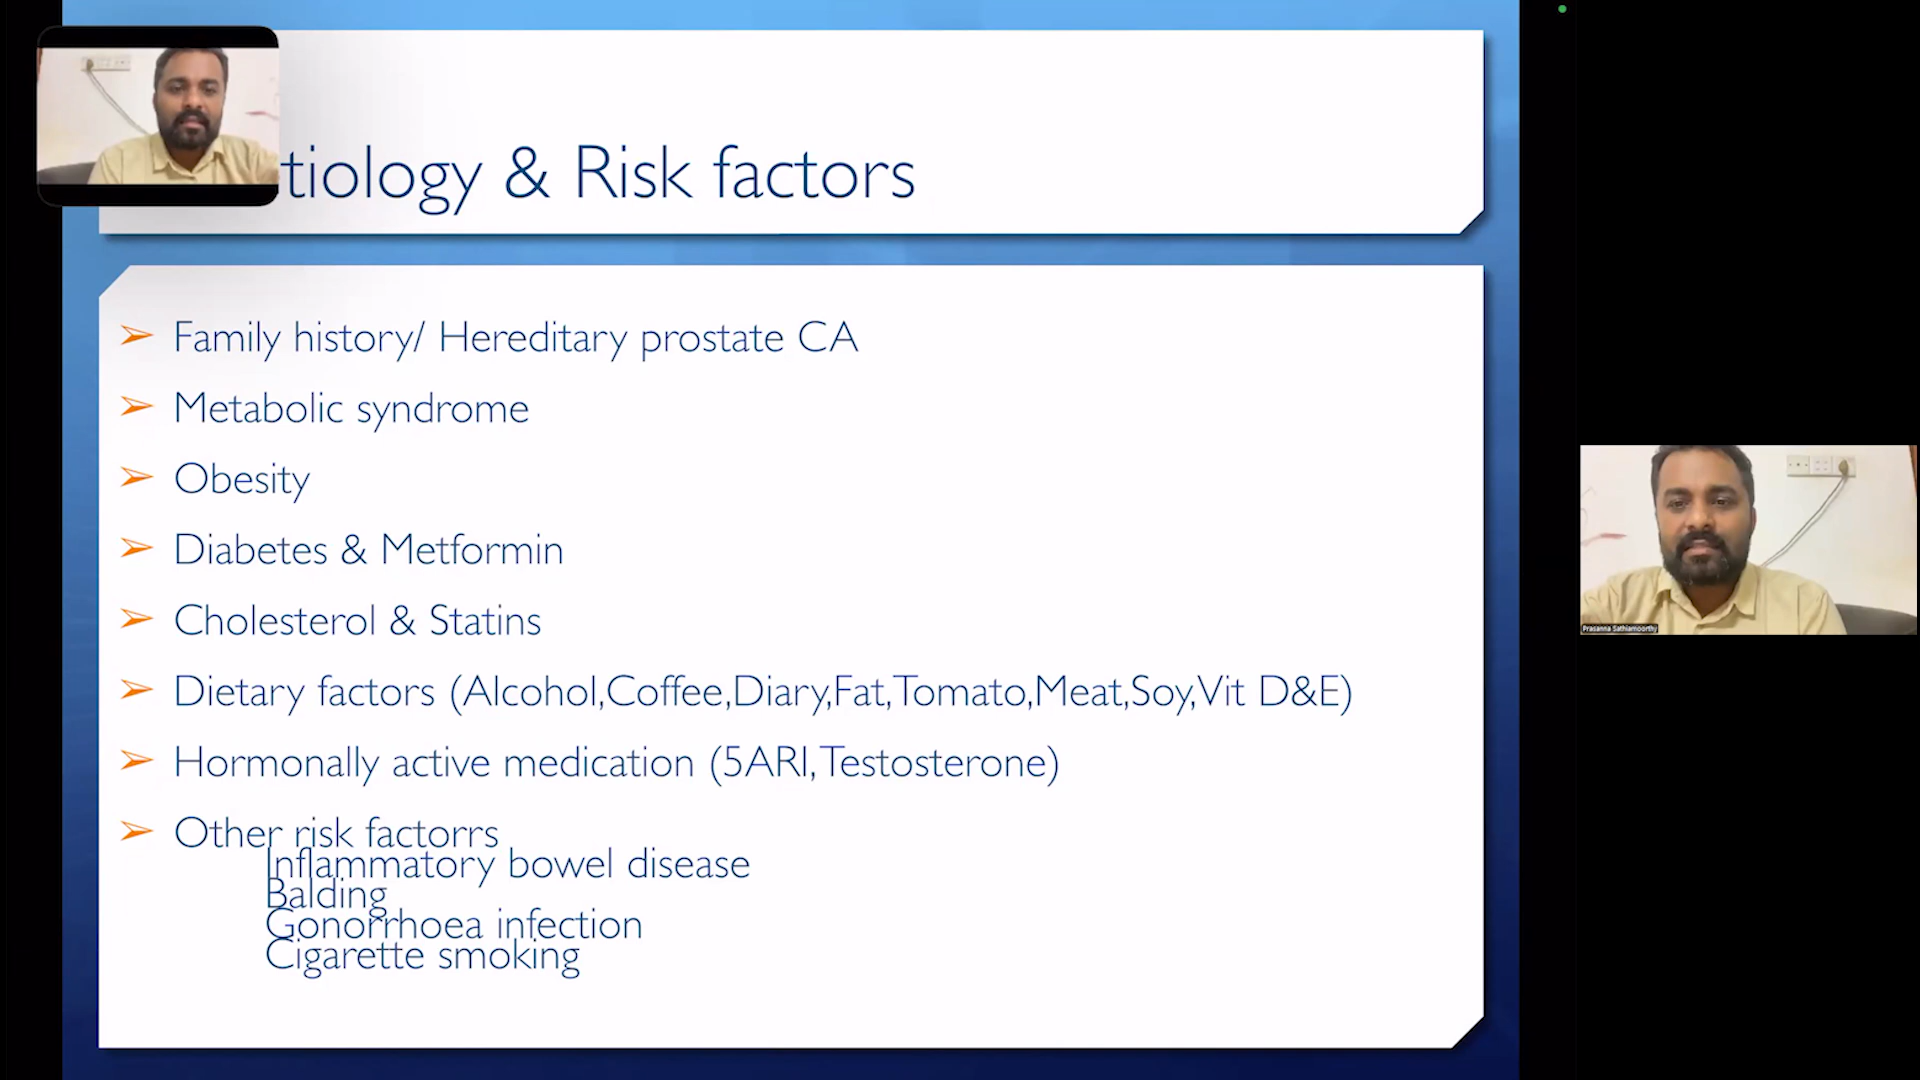 tiology & Risk factors
Family history/ Hereditary prostate CA
Metabolic syndrome
Obesity
Diabetes & Metformin
Cholesterol & Statins
Dietary factors (Alcohol,Coffee,Diary,Fat,Tomato,Meat,Soy,Vit D&E)
Hormonally active medication (5ARI,Testosterone)
Other risk factorrs
Inflammatory bowel disease
Balding
Gonorrhoea infection
Cigarette smoking
Prasanna Sathiamoorthy